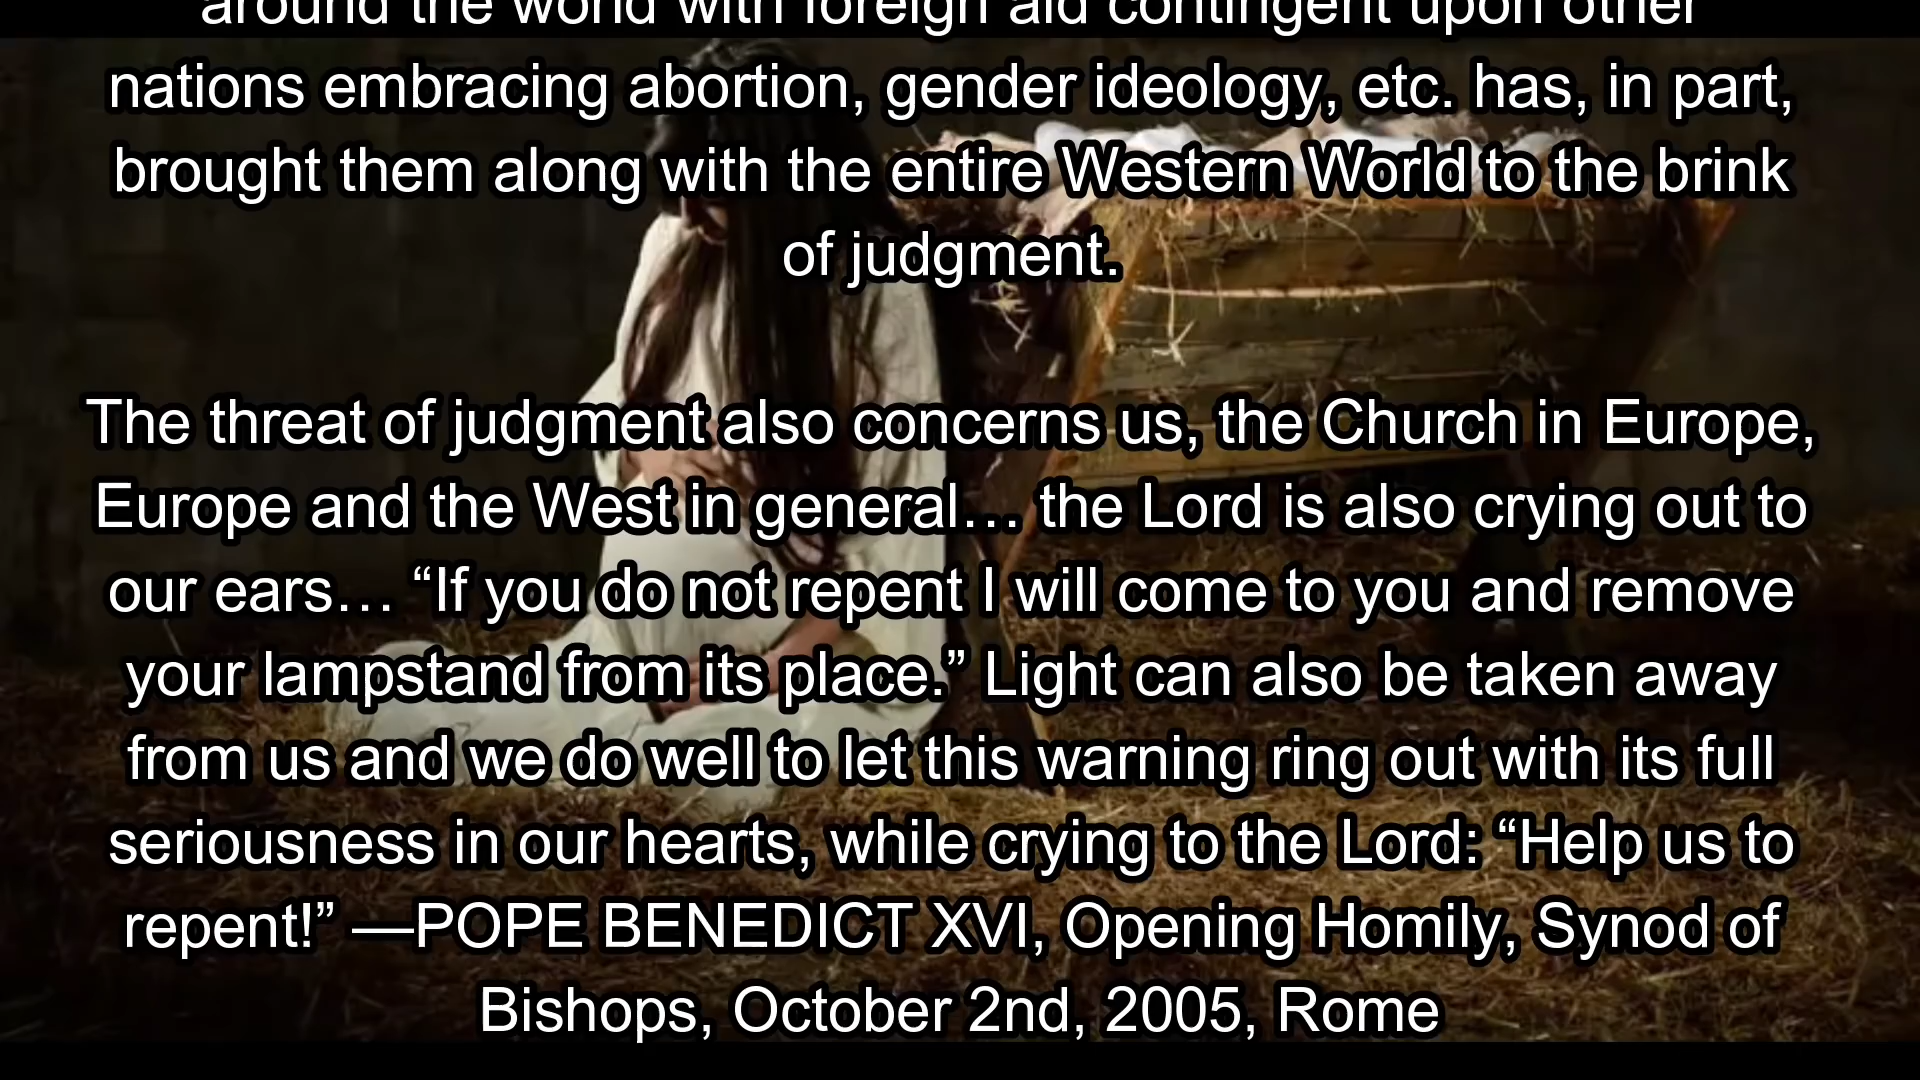 around the world with foreign aid contingent upon other
nations embracing abortion, gender ideology, etc. has, in part,
brought them along with the entire Western World to the brink
of judgment.
The threat of judgment also concerns us, the Church in Europe,
Europe and the West in general… the Lord is also crying out to
our ears… “If you do not repent I will come to you and remove
your lampstand from its place.” Light can also be taken away
from us and we do well to let this warning ring out with its full
seriousness in our hearts, while crying to the Lord: “Help us to
repent!” —POPE BENEDICT XVI, Opening Homily, Synod of
Bishops, October 2nd, 2005, Rome